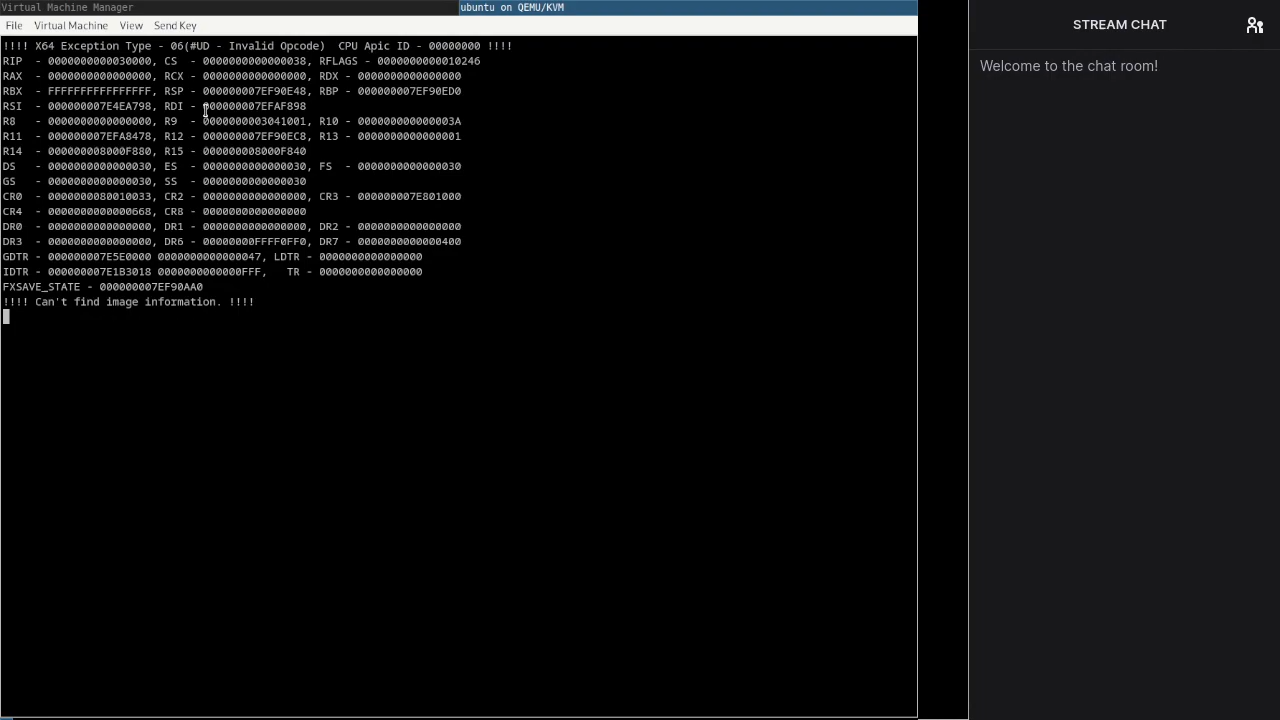 Virtual Machine Manager
ubuntu on QEMU/KVM
File Virtual Machine View Send Key
!!!! X64 Exception Type - 06(#UD - Invalid Opcode)  CPU Apic ID - 00000000 !!!!
RIP  - 0000000000030000, CS  - 0000000000000038, RFLAGS - 0000000000010246
RAX  - 0000000000000000, RCX - 0000000000000000, RDX - 0000000000000000
RBX  - FFFFFFFFFFFFFFFF, RSP - 000000007EF90E48, RBP - 000000007EF90ED0
RSI  - 000000007E4EA798, RDI - 000000007EFAF898
R8   - 0000000000000000, R9  - 0000000003041001, R10 - 000000000000003A
R11  - 000000007EFA8478, R12 - 000000007EF90EC8, R13 - 0000000000000001
R14  - 000000008000F880, R15 - 000000008000F840
DS   - 0000000000000030, ES  - 0000000000000030, FS  - 0000000000000030
GS   - 0000000000000030, SS  - 0000000000000030
CR0  - 0000000080010033, CR2 - 0000000000000000, CR3 - 000000007E801000
CR4  - 0000000000000668, CR8 - 0000000000000000
DR0  - 0000000000000000, DR1 - 0000000000000000, DR2 - 0000000000000000
DR3  - 0000000000000000, DR6 - 00000000FFFF0FF0, DR7 - 0000000000000400
GDTR - 000000007E5E0000 0000000000000047, LDTR - 0000000000000000
IDTR - 000000007E1B3018 0000000000000FFF,   TR - 0000000000000000
FXSAVE_STATE - 000000007EF90AA0
!!!! Can't find image information. !!!!
STREAM CHAT
Welcome to the chat room!